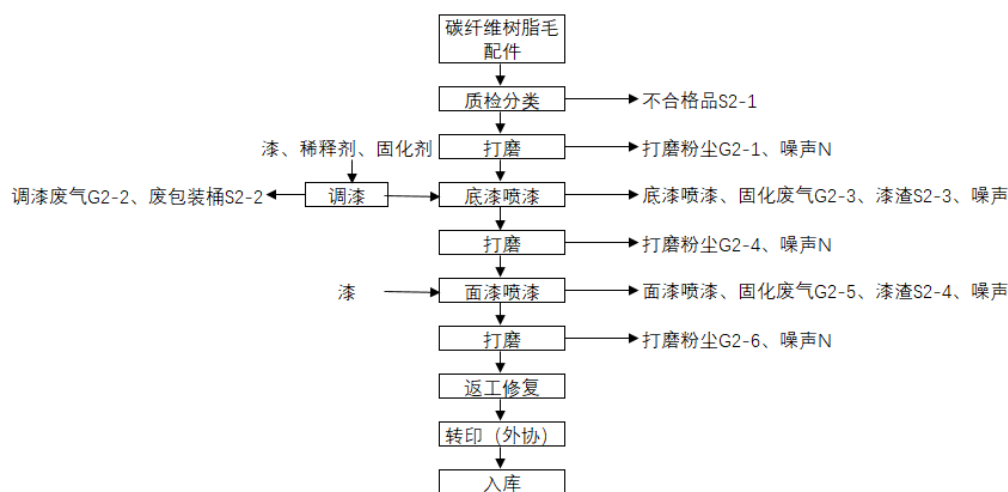 碳纤维树脂毛
配件
质检分类
不合格品S2-1
漆、稀释剂、固化剂
打磨
打磨粉尘G2-1、噪声N
调漆废气G2-2、废包装桶S2-2
调漆
底漆喷漆
底漆喷漆、固化废气G2-3、漆渣S2-3、噪声
打磨
打磨粉尘G2-4、噪声N
漆
面漆喷漆
面漆喷漆、固化废气G2-5、漆渣S2-4、噪声
打磨
打磨粉尘G2-6、噪声N
返工修复
转印（外协）
入库